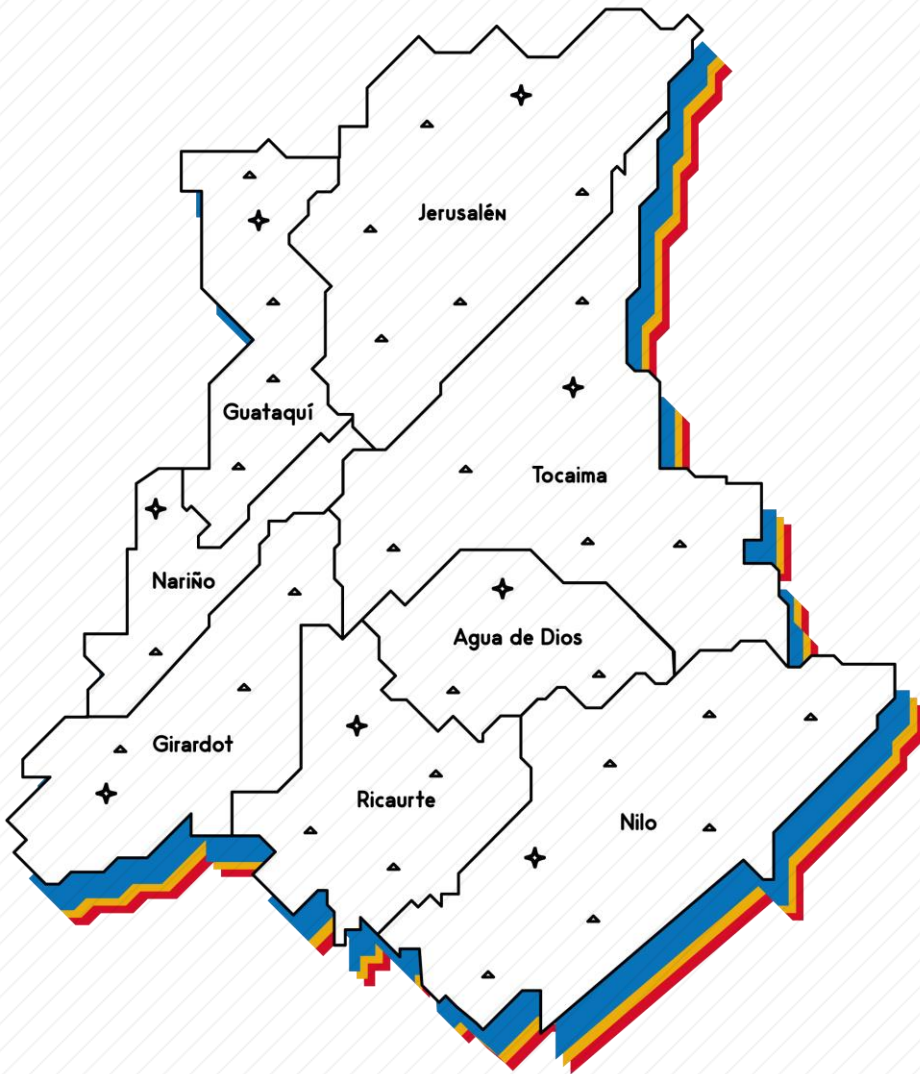 Jerusalén
Guataquí
Tocaima
Nariño
Agua de Dios
Girardot
Ricaurte
Nilo